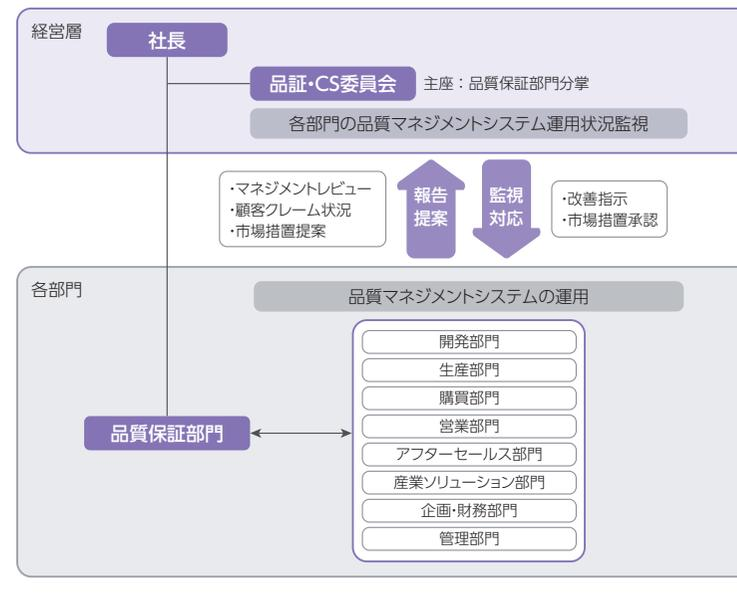 経営層
社長
品証・CS委員会
主座：品質保証部門分掌
各部門の品質マネジメントシステム運用状況監視
・マネジメントレビュー
・顧客クレーム状況
・市場措置提案
報告
提案
監視
対応
・改善指示
・市場措置承認
各部門
品質マネジメントシステムの運用
開発部門
生産部門
購買部門
営業部門
アフターセールス部門
産業ソリューション部門
企画・財務部門
管理部門
品質保証部門